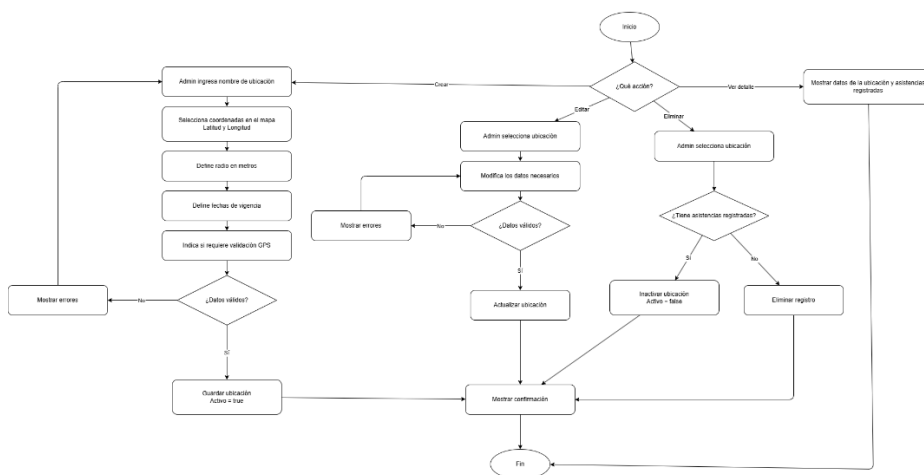 Inicio
¿Qué acción?
Crear
Ver detalle
Editar
Eliminar
Admin ingresa nombre de ubicación
Selecciona coordenadas en el mapa
Latitud y Longitud
Define radio en metros
Define fechas de vigencia
Indica si requiere validación GPS
¿Datos válidos?
No
Mostrar errores
Sí
Guardar ubicación
Activo = true
Admin selecciona ubicación
Modifica los datos necesarios
¿Datos válidos?
No
Mostrar errores
Sí
Actualizar ubicación
Admin selecciona ubicación
¿Tiene asistencias registradas?
Sí
No
Inactivar ubicación
Activo = false
Eliminar registro
Mostrar datos de la ubicación y asistencias
registradas
Mostrar confirmación
Fin